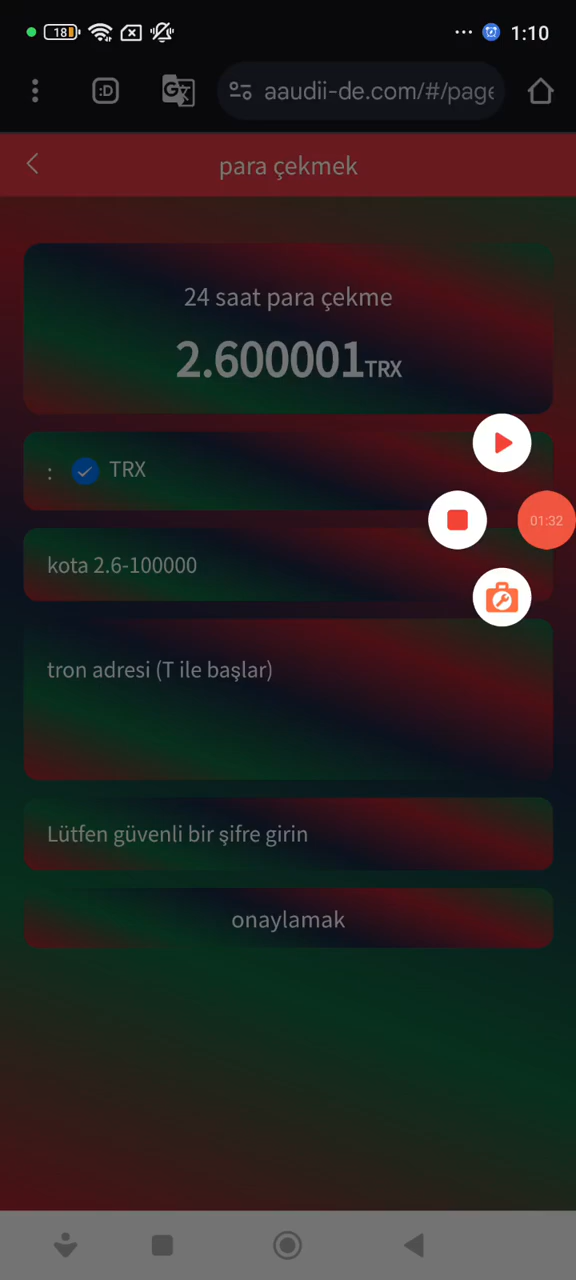 18
1:10
:D
aaudii-de.com/#/page
para çekmek
24 saat para çekme
2.600001TRX
: TRX
01:32
kota 2.6-100000
tron adresi (T ile başlar)
Lütfen güvenli bir şifre girin
onaylamak